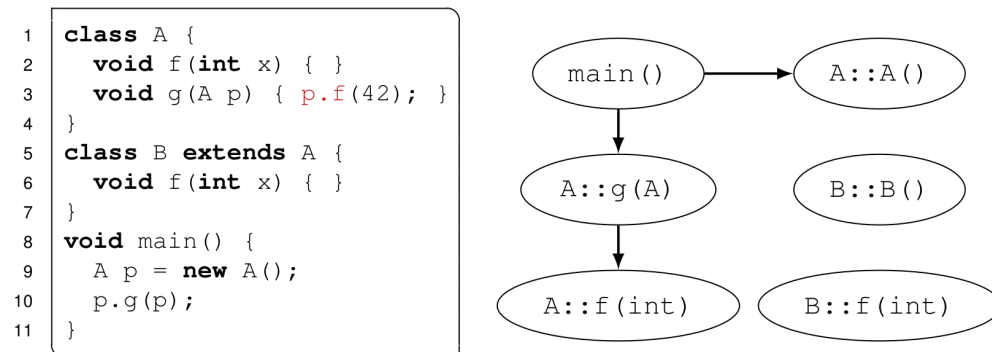 1 class A {
2   void f(int x) { }
3   void g(A p) { p.f(42); }
4 }
5 class B extends A {
6   void f(int x) { }
7 }
8 void main() {
9   A p = new A();
10   p.g(p);
11 }
main()
A::A()
A::g(A)
B::B()
A::f(int)
B::f(int)